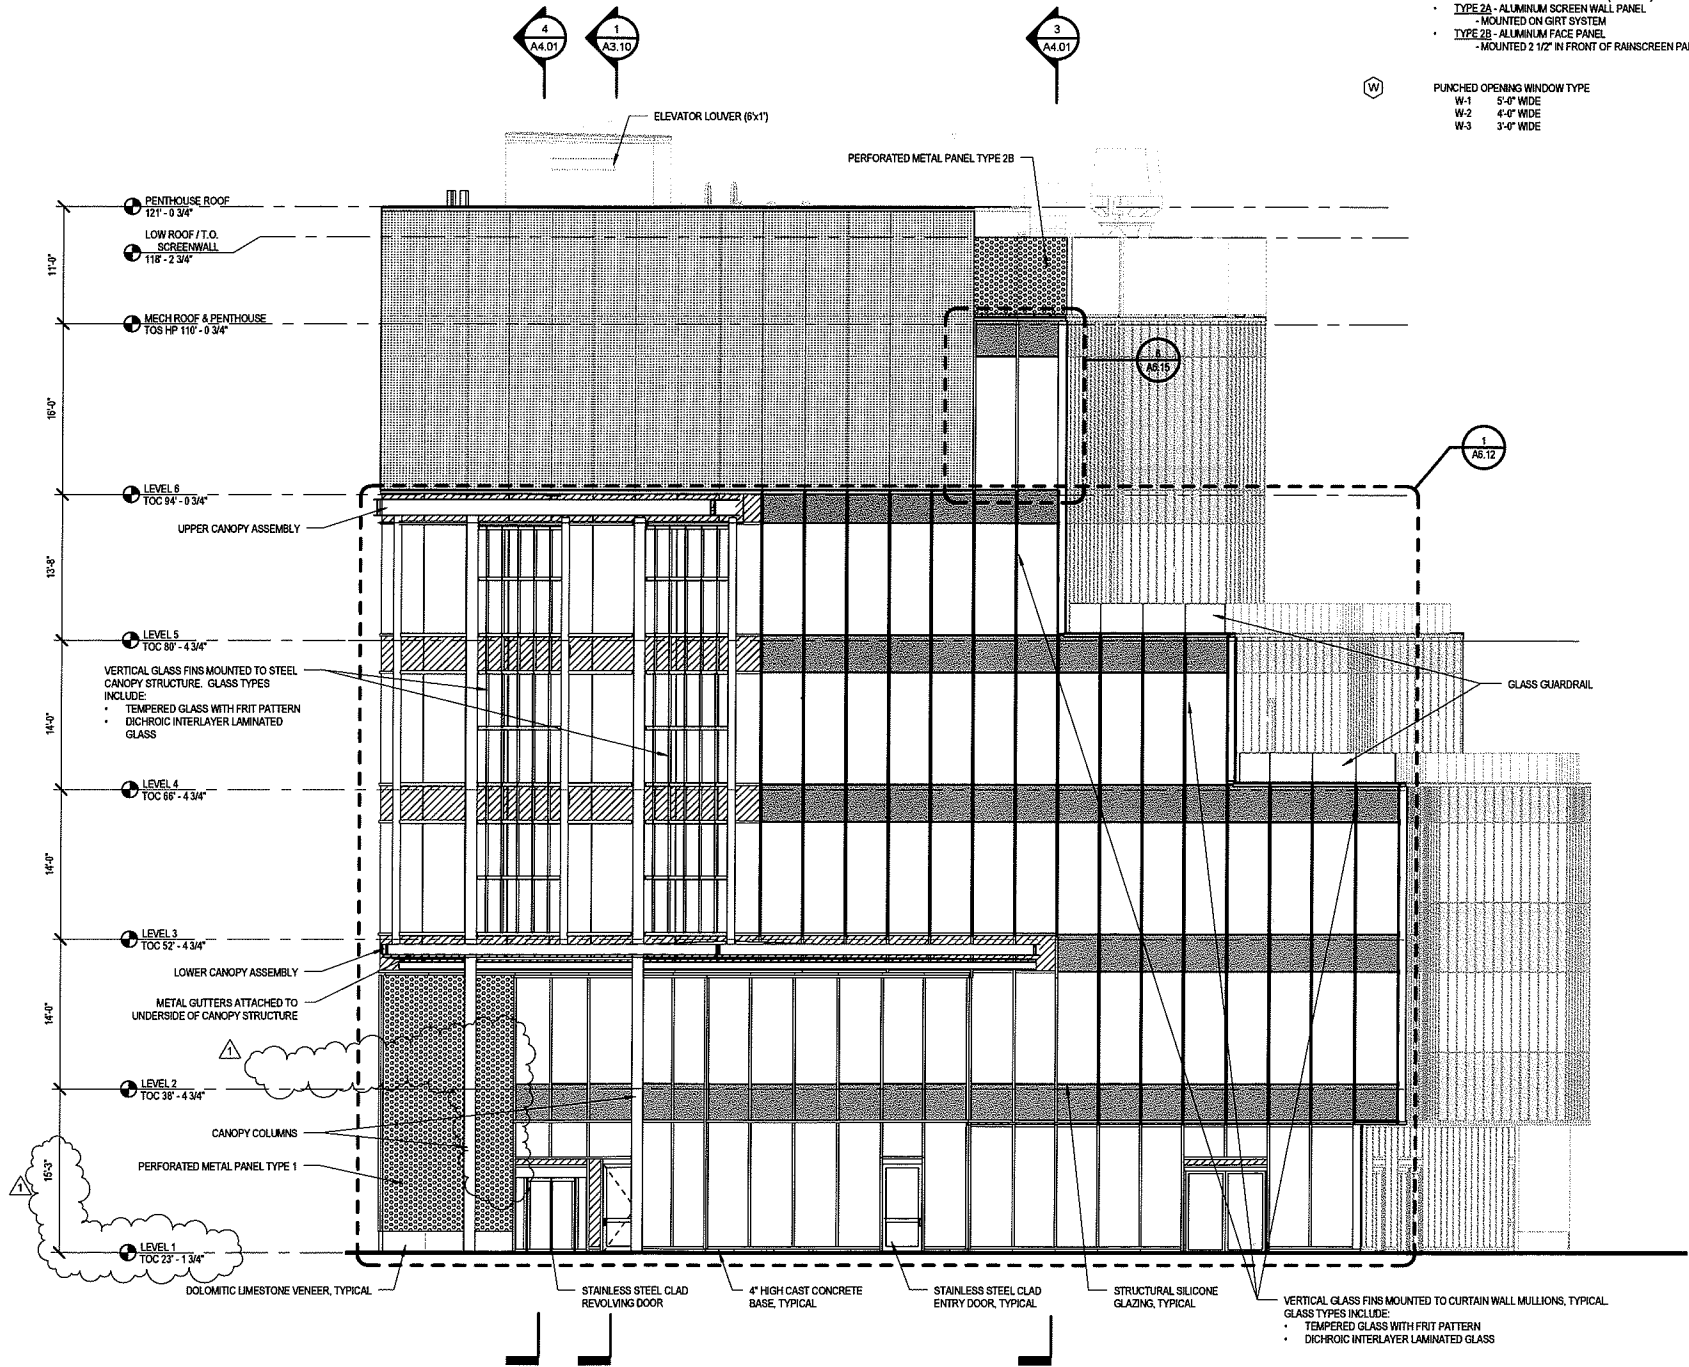 TYPE 2A - ALUMINUM SCREEN WALL PANEL
- MOUNTED ON GIRT SYSTEM
TYPE 2B - ALUMINUM FACE PANEL
- MOUNTED 2 1/2" IN FRONT OF RAINSCREEN
4
A4.01
1
A3.10
3
A4.01
W
PUNCHED OPENING WINDOW TYPE
W-1 5'-0" WIDE
W-2 4'-0" WIDE
W-3 3'-0" WIDE
ELEVATOR LOUVER (6'x1')
PERFORATED METAL PANEL TYPE 2B
PENTHOUSE ROOF
121' - 0 3/4"
LOW ROOF / T.O.
SCREENWALL
118' - 2 3/4"
11'-0"
MECH ROOF & PENTHOUSE
TOS HP 110' - 0 3/4"
A6.15
16'-0"
1
A6.12
LEVEL 6
TOC 94' - 0 3/4"
UPPER CANOPY ASSEMBLY
13'-8"
LEVEL 5
TOC 80' - 4 3/4"
VERTICAL GLASS FINS MOUNTED TO STEEL
CANOPY STRUCTURE. GLASS TYPES
INCLUDE:
• TEMPERED GLASS WITH FRIT PATTERN
• DICHROIC INTERLAYER LAMINATED
GLASS
GLASS GUARDRAIL
14'-0"
LEVEL 4
TOC 66' - 4 3/4"
14'-0"
LEVEL 3
TOC 52' - 4 3/4"
LOWER CANOPY ASSEMBLY
METAL GUTTERS ATTACHED TO
UNDERSIDE OF CANOPY STRUCTURE
14'-0"
1
LEVEL 2
TOC 38' - 4 3/4"
CANOPY COLUMNS
PERFORATED METAL PANEL TYPE 1
15'-3"
1
LEVEL 1
TOC 23' - 1 3/4"
DOLOMITIC LIMESTONE VENEER, TYPICAL
STAINLESS STEEL CLAD
REVOLVING DOOR
4" HIGH CAST CONCRETE
BASE, TYPICAL
STAINLESS STEEL CLAD
ENTRY DOOR, TYPICAL
STRUCTURAL SILICONE
GLAZING, TYPICAL
VERTICAL GLASS FINS MOUNTED TO CURTAIN WALL MULLIONS, TYPICAL.
GLASS TYPES INCLUDE:
• TEMPERED GLASS WITH FRIT PATTERN
• DICHROIC INTERLAYER LAMINATED GLASS